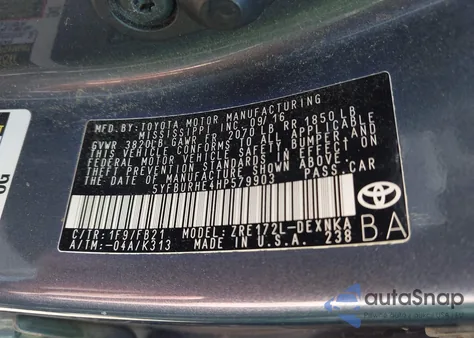 MFD.BY:TOYOTA MOTOR MANUFACTURING
MISSISSIPPI INC. 09/16
GVWR 3820LB GAWR FR 2070 LB RR 1850 LB
THIS VEHICLE CONFORMS TO ALL APPLICABLE
FEDERAL MOTOR VEHICLE SAFETY, BUMPER, AND
THEFT PREVENTION STANDARDS IN EFFECT ON
THE DATE OF MANUFACTURE SHOWN ABOVE.
5YFBURHE4HP579903 PASS.CAR
C/TR: 1F9/FB21 MODEL: ZRE172L-DEXNKA
A/TM: -04A/K313 MADE IN U.S.A. 238
BA
autoSnap